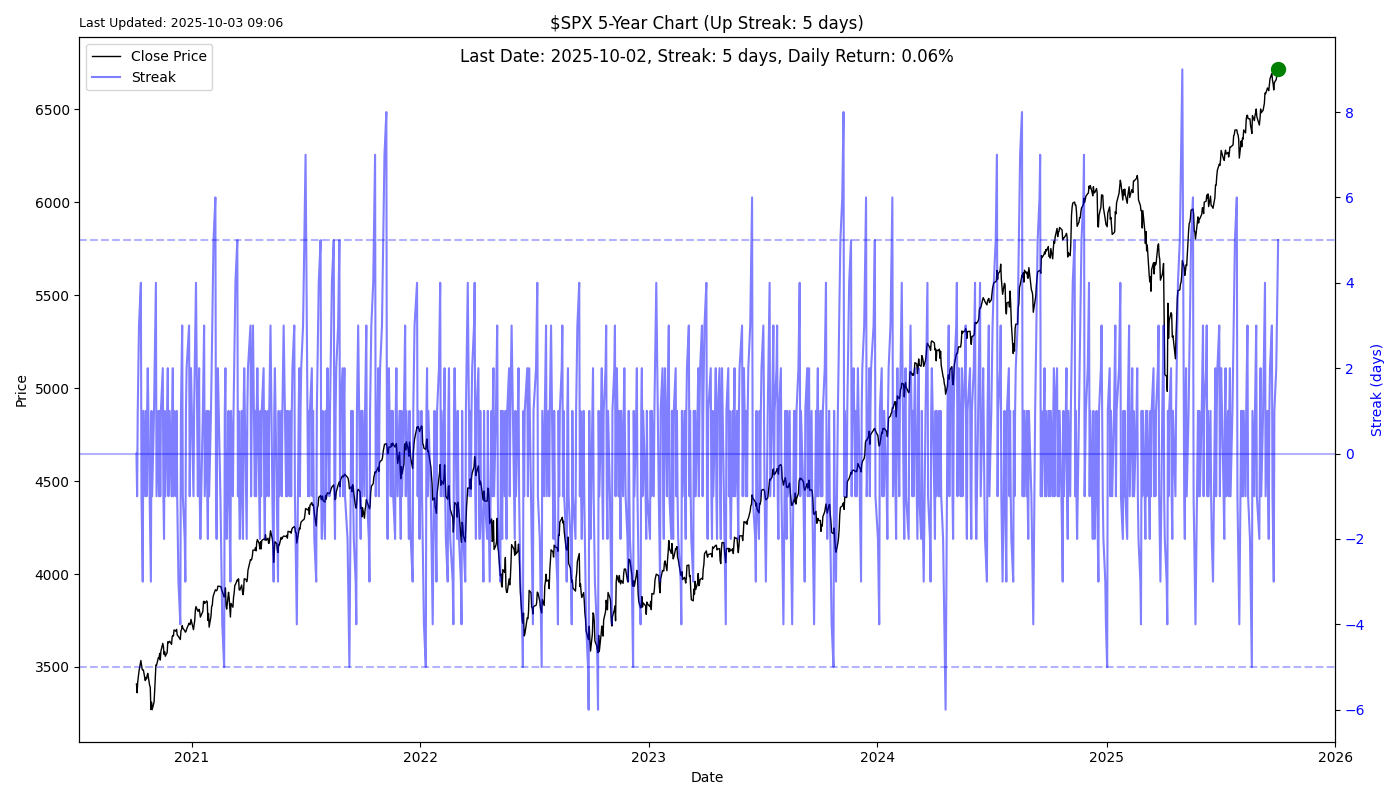 Last Updated: 2025-10-03 09:06
$SPX 5-Year Chart (Up Streak: 5 days)
Last Date: 2025-10-02, Streak: 5 days, Daily Return: 0.06%
Close Price
Streak
6500
6000
5500
5000
4500
4000
3500
Price
8
6
4
2
0
−2
−4
−6
Streak (days)
2021
2022
2023
2024
2025
2026
Date